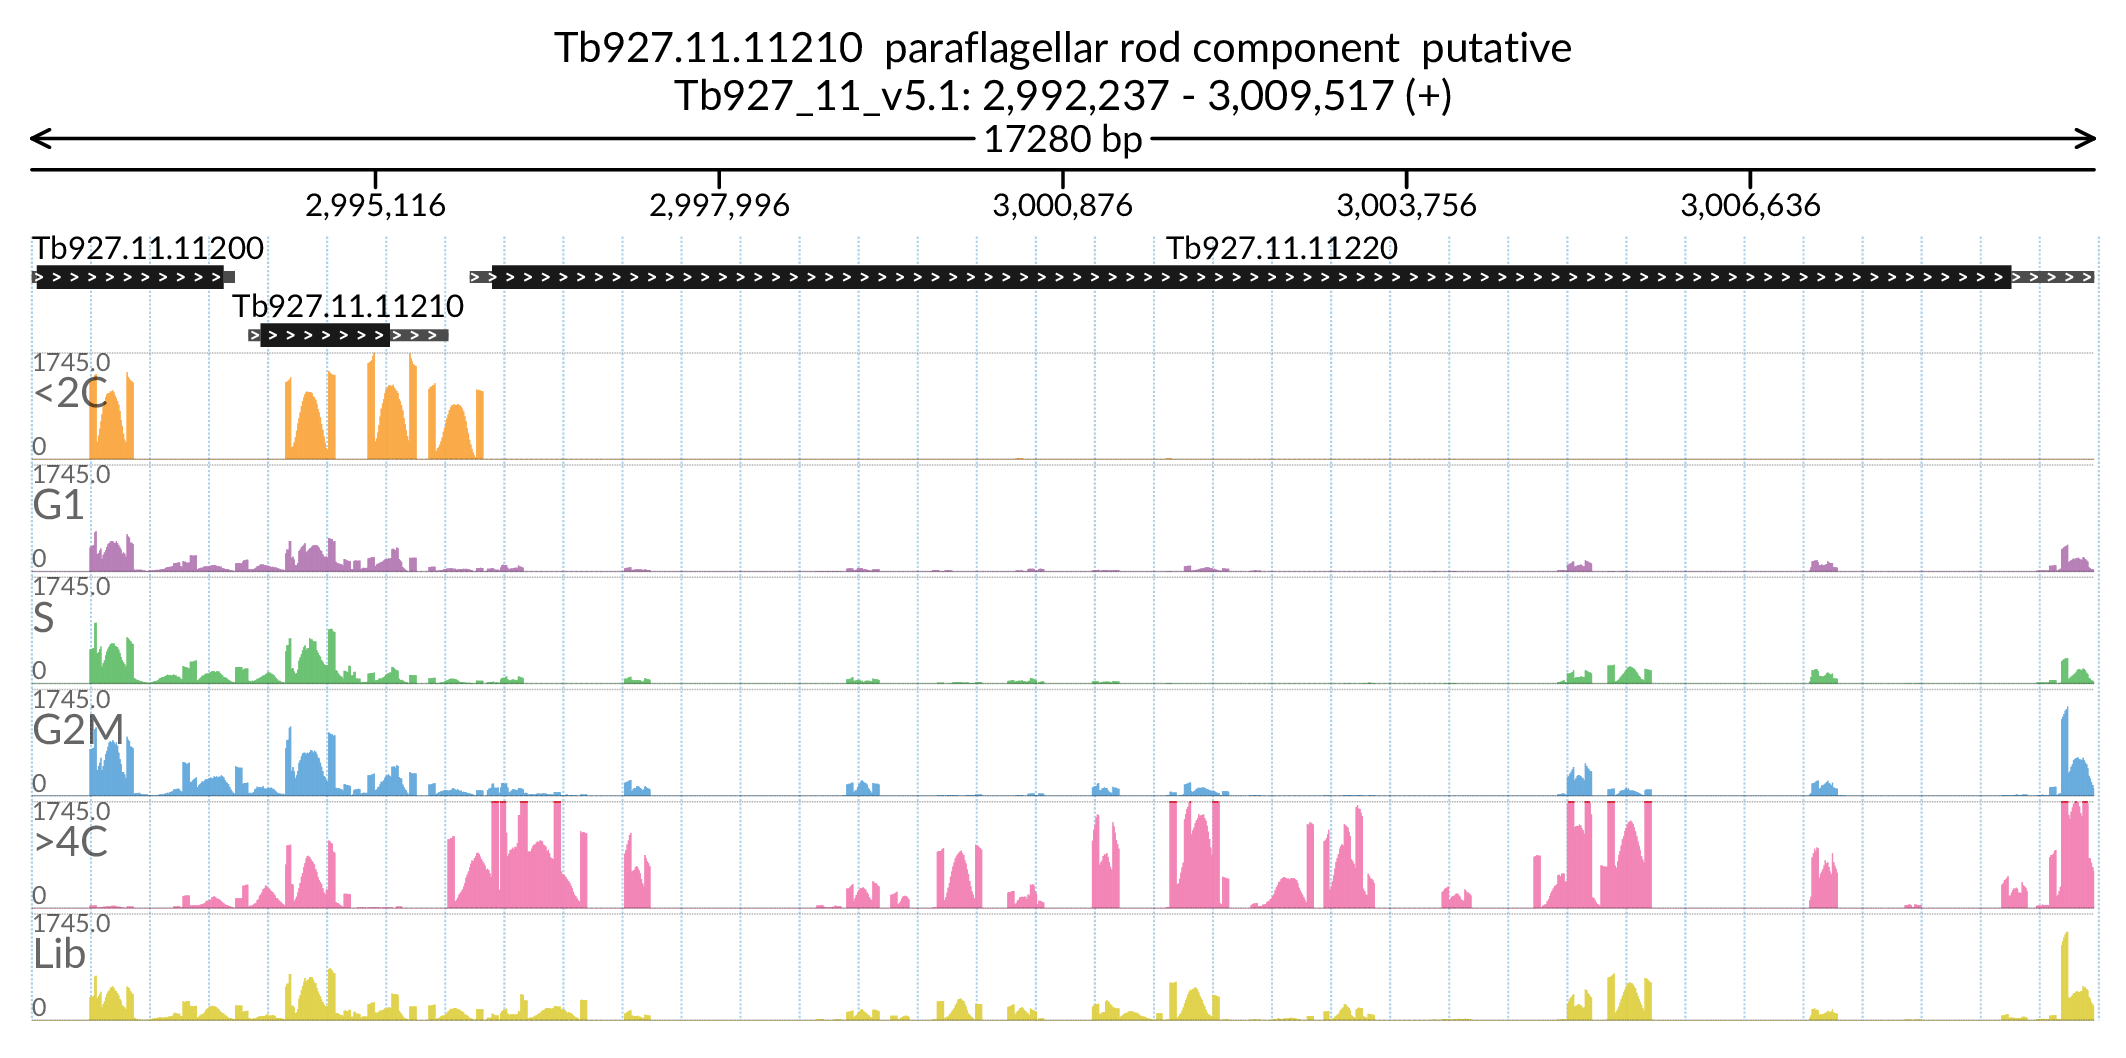 Tb927.11.11210  paraflagellar rod component  putative
Tb927_11_v5.1: 2,992,237 - 3,009,517 (+)
17280 bp
2,995,116 2,997,996 3,000,876 3,003,756 3,006,636
Tb927.11.11200 Tb927.11.11220
Tb927.11.11210
1745.0
<2C
0
1745.0
G1
0
1745.0
S
0
1745.0
G2M
0
1745.0
>4C
0
1745.0
Lib
0